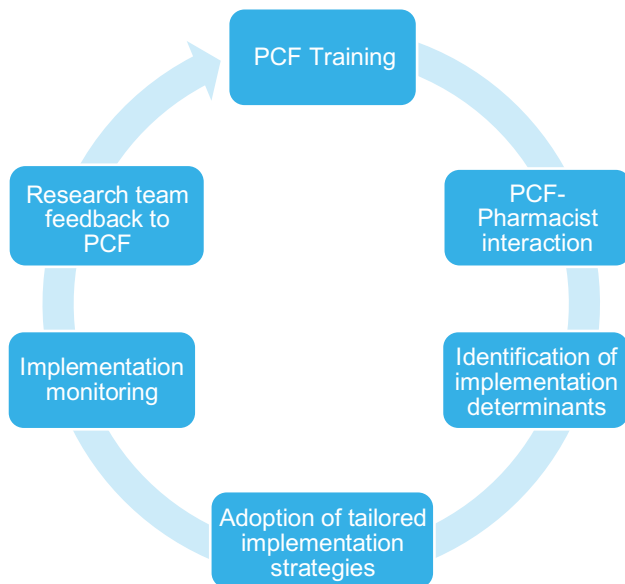 PCF Training
PCF-
Pharmacist
interaction
Identification of
implementation
determinants
Adoption of tailored
implementation
strategies
Implementation
monitoring
Research team
feedback to
PCF